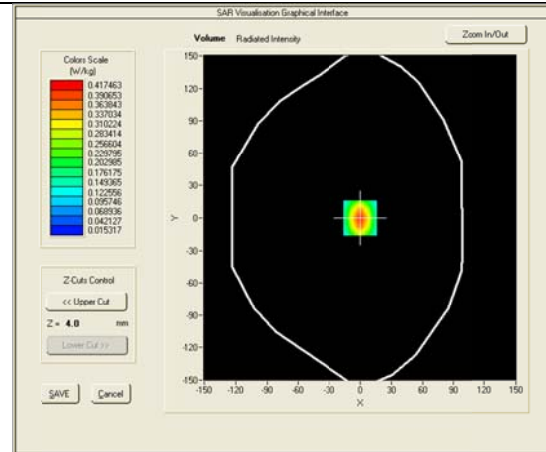 SAR Visualisation Graphical Interface
Volume Radiated Intensity
Zoom In/Out
Colors Scale
(W/kg)
0.417463
0.390653
0.363843
0.337034
0.310224
0.283414
0.256604
0.229795
0.202985
0.176175
0.149365
0.122556
0.095746
0.068936
0.042127
0.015317
Z-Cuts Control
<< Upper Cut
Z = 4.0 mm
Lower Cut >>
SAVE Cancel
150
120
90
60
30
0
-30
-60
-90
-120
-150
Y
-150 -120 -90 -60 -30 0 30 60 90 120 150
X